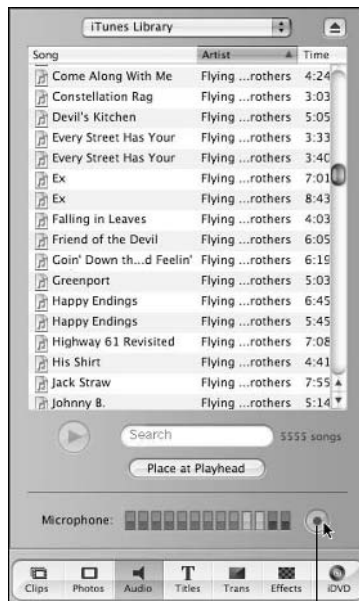 iTunes Library
Song Artist Time
Come Along With Me Flying ...rothers 4:24
Constellation Rag Flying ...rothers 3:03
Devil's Kitchen Flying ...rothers 5:05
Every Street Has Your Flying ...rothers 3:33
Every Street Has Your Flying ...rothers 3:40
Ex Flying ...rothers 7:01
Ex Flying ...rothers 8:43
Falling in Leaves Flying ...rothers 4:03
Friend of the Devil Flying ...rothers 6:05
Goin' Down th...d Feelin' Flying ...rothers 6:19
Greenport Flying ...rothers 5:03
Happy Endings Flying ...rothers 6:45
Happy Endings Flying ...rothers 5:45
Highway 61 Revisited Flying ...rothers 7:08
His Shirt Flying ...rothers 4:41
Jack Straw Flying ...rothers 7:55
Johnny B. Flying ...rothers 5:14
Search 5555 songs
Place at Playhead
Microphone:
Clips Photos Audio Titles Trans Effects iDVD